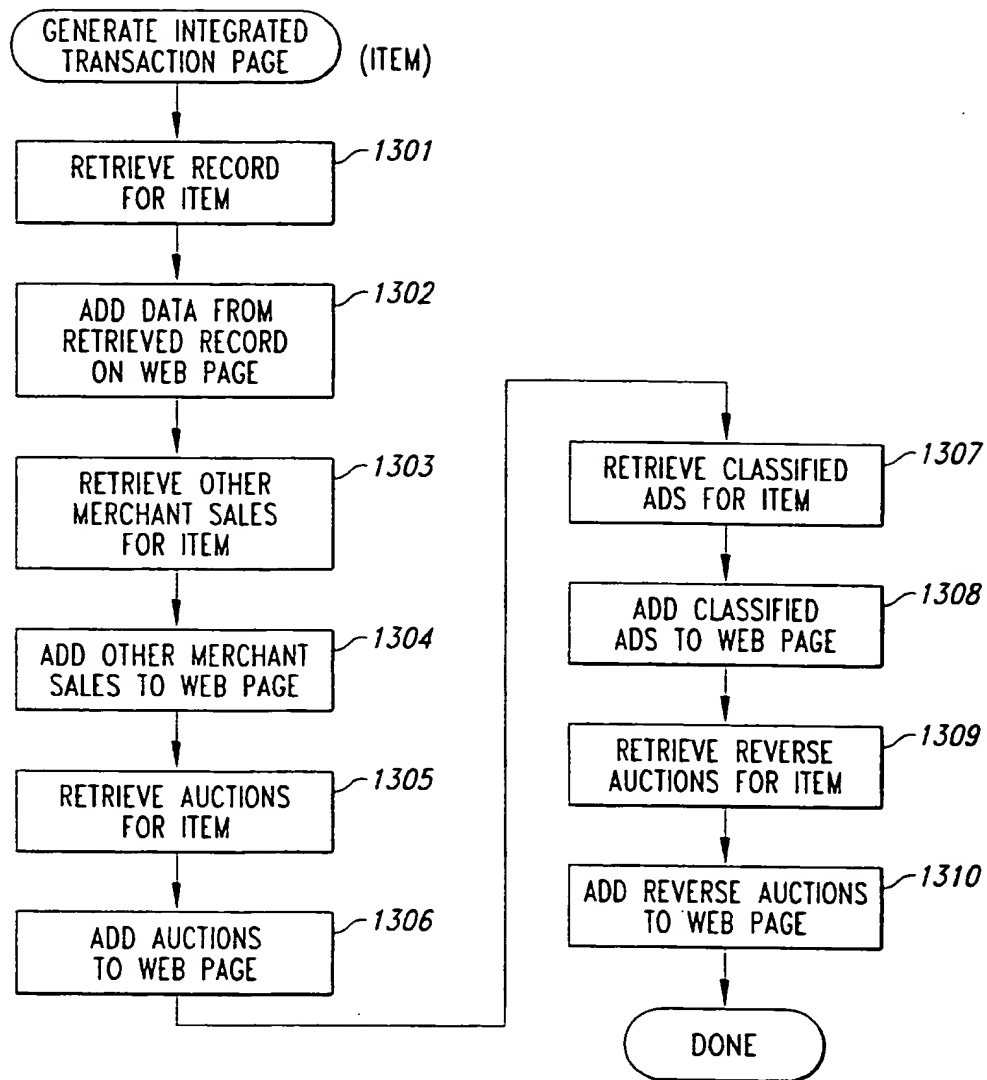 GENERATE INTEGRATED
TRANSACTION PAGE
(ITEM)
1301
RETRIEVE RECORD
FOR ITEM
1302
ADD DATA FROM
RETRIEVED RECORD
ON WEB PAGE
1303
RETRIEVE OTHER
MERCHANT SALES
FOR ITEM
1304
ADD OTHER MERCHANT
SALES TO WEB PAGE
1305
RETRIEVE AUCTIONS
FOR ITEM
1306
ADD AUCTIONS
TO WEB PAGE
1307
RETRIEVE CLASSIFIED
ADS FOR ITEM
1308
ADD CLASSIFIED
ADS TO WEB PAGE
1309
RETRIEVE REVERSE
AUCTIONS FOR ITEM
1310
ADD REVERSE AUCTIONS
TO WEB PAGE
DONE